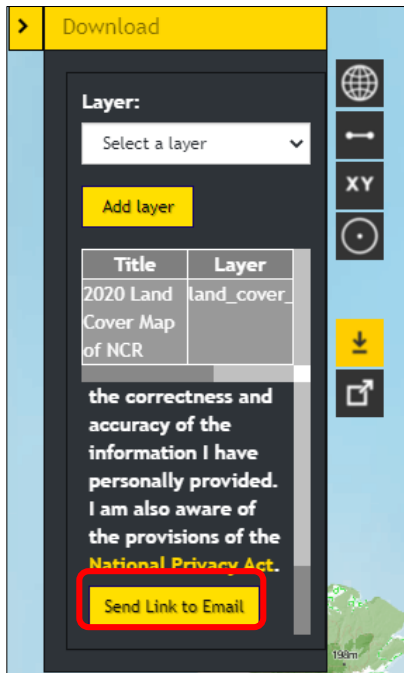 Download
Layer:
Select a layer
Add layer
XY
Title Layer
2020 Land land_cover_
Cover Map
of NCR
the correctness and
accuracy of the
information I have
personally provided.
I am also aware of
the provisions of the
National Privacy Act.
Send Link to Email
198m